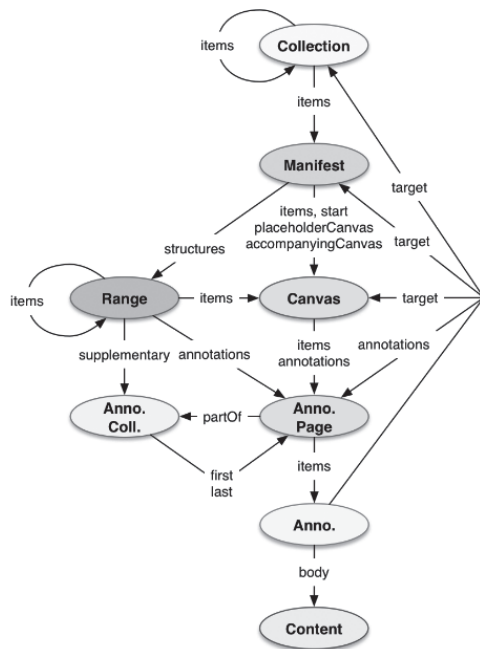 items
Collection
items
Manifest
target
items, start
placeholderCanvas
accompanyingCanvas
target
structures
items
Range
items
Canvas
target
supplementary
annotations
items
annotations
annotations
Anno.
Coll.
partOf
Anno.
Page
first
last
items
Anno.
body
Content